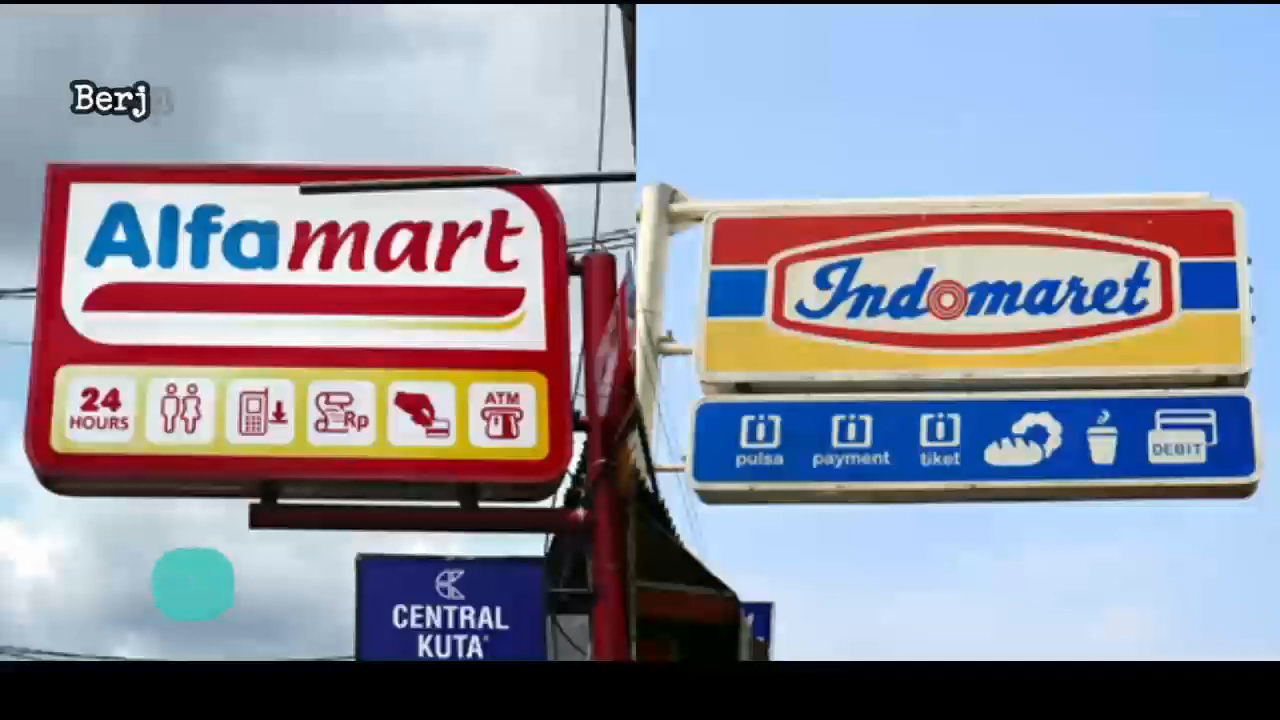 Berj
Alfamart
24
HOURS
Rp
ATM
CENTRAL
KUTA
Indomaret
pulsa
payment
tiket
DEBIT